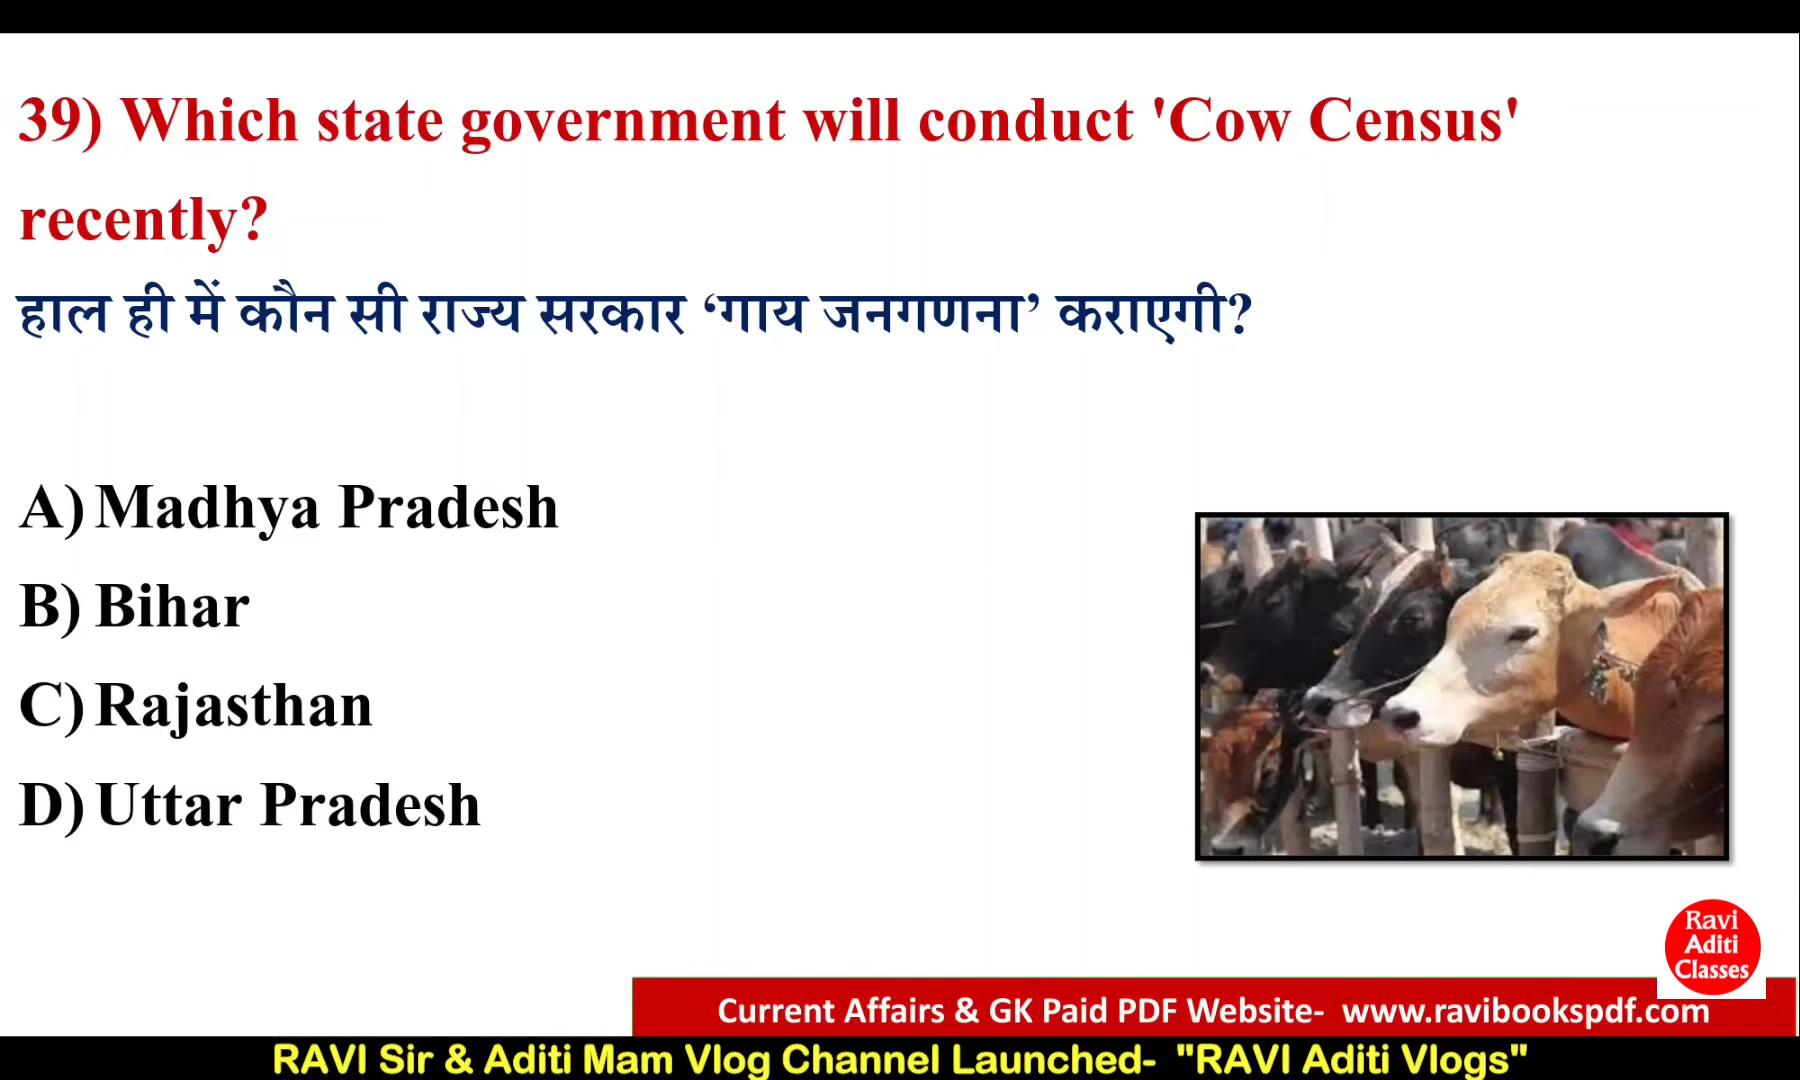 39) Which state government will conduct 'Cow Census'
recently?
हाल ही में कौन सी राज्य सरकार ‘गाय जनगणना’ कराएगी?
A) Madhya Pradesh
B) Bihar
C) Rajasthan
D) Uttar Pradesh
Ravi
Aditi
Classes
Current Affairs & GK Paid PDF Website- www.ravibookspdf.com
RAVI Sir & Aditi Mam Vlog Channel Launched- "RAVI Aditi Vlogs"